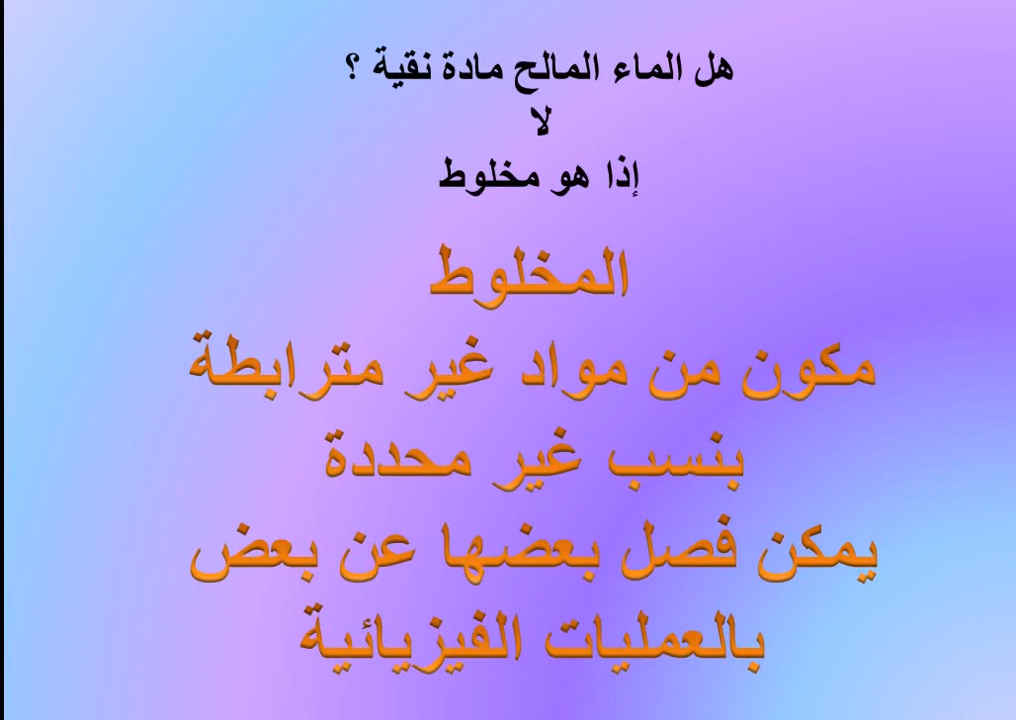 هل الماء المالح مادة نقية ؟
لا
إذا هو مخلوط
المخلوط
مكون من مواد غير مترابطة
بنسب غير محددة
يمكن فصل بعضها عن بعض
بالعمليات الفيزيائية